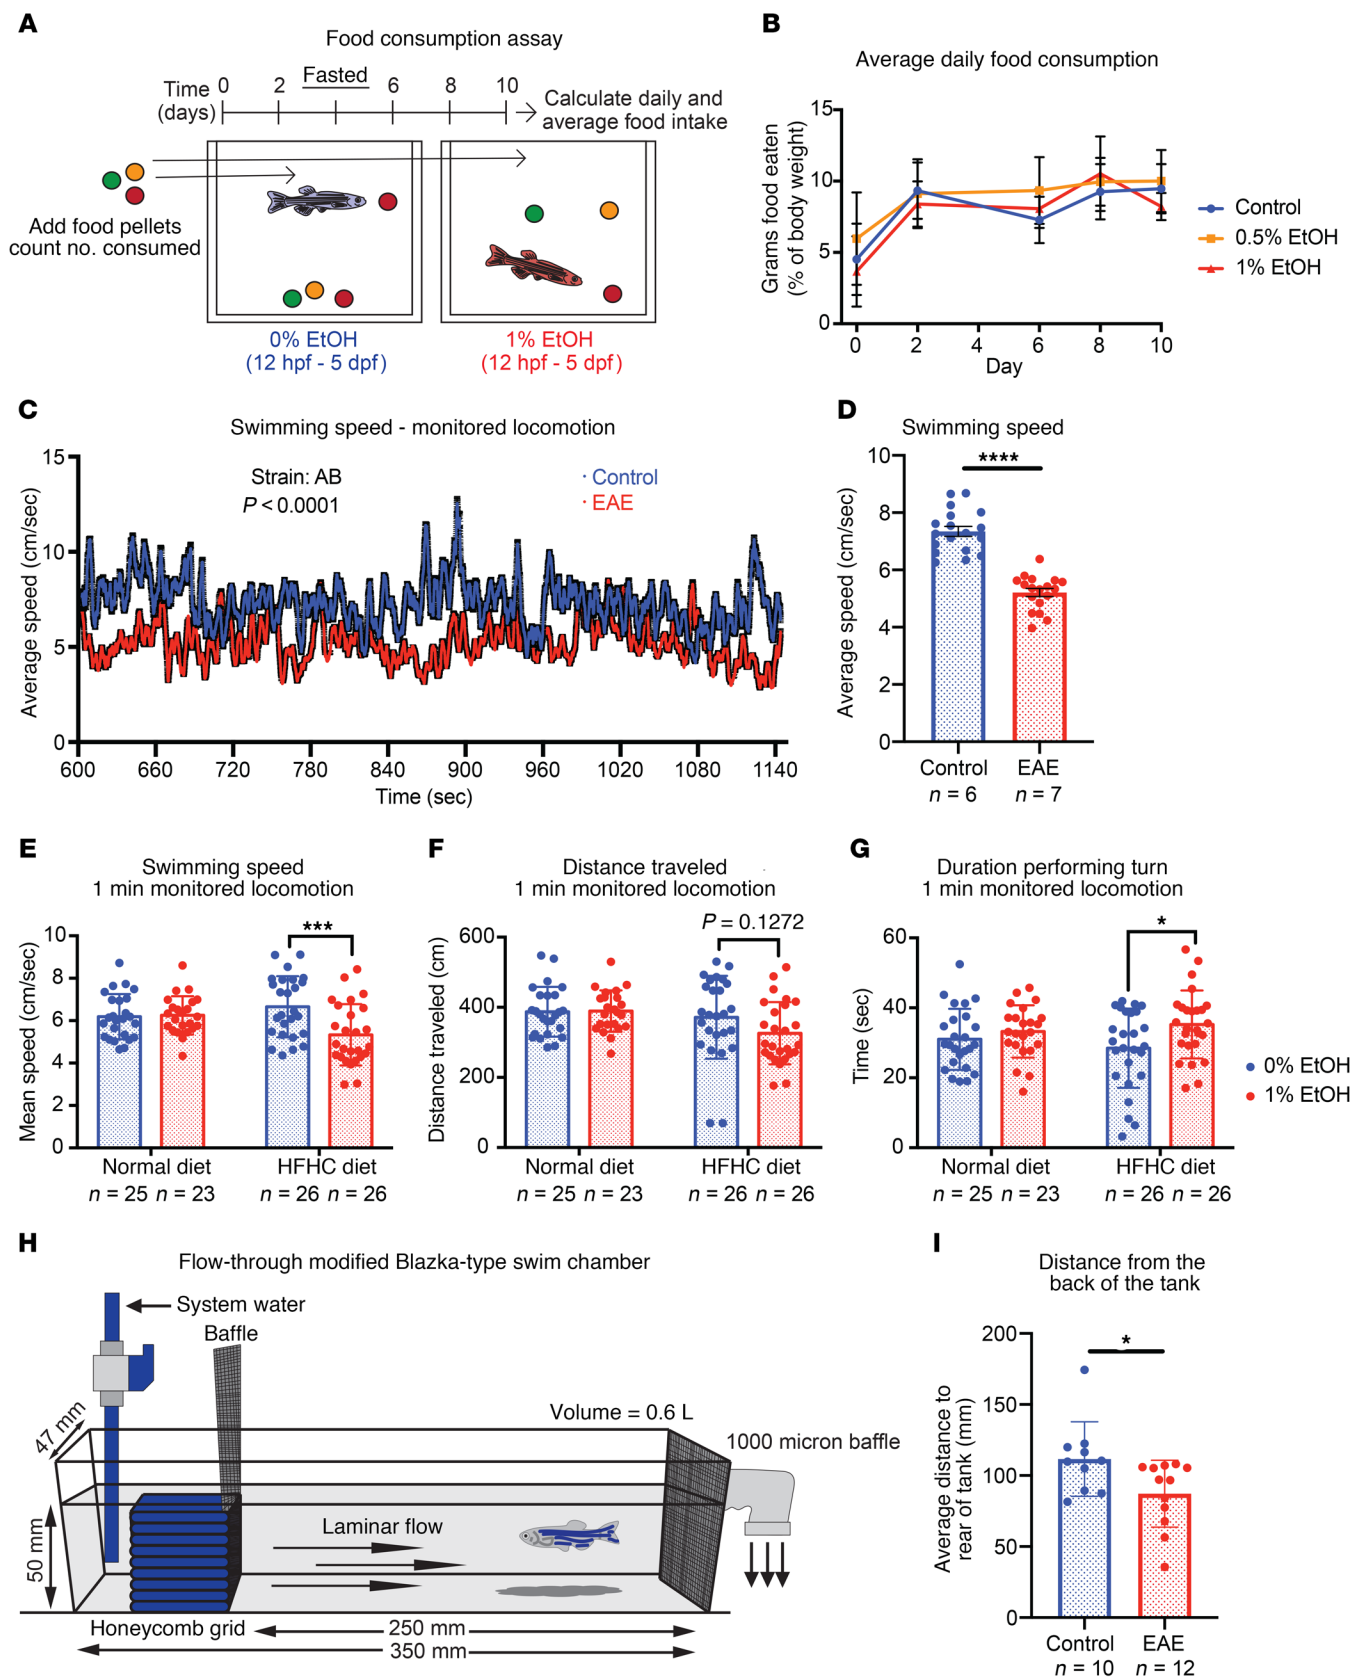 A
Food consumption assay
Time
(days)
0 2 Fasted 6 8 10
Calculate daily and
average food intake
Add food pellets
count no. consumed
0% EtOH
(12 hpf - 5 dpf)
1% EtOH
(12 hpf - 5 dpf)
B
Average daily food consumption
Grams food eaten
(% of body weight)
15
10
5
0
0 2 4 6 8 10
Day
Control
0.5% EtOH
1% EtOH
C
Swimming speed - monitored locomotion
Strain: AB
P < 0.0001
Control
EAE
Average speed (cm/sec)
15
10
5
0
600 660 720 780 840 900 960 1020 1080 1140
Time (sec)
D
Swimming speed
****
Average speed (cm/sec)
10
8
6
4
2
0
Control EAE
n = 6 n = 7
E
Swimming speed
1 min monitored locomotion
***
Mean speed (cm/sec)
10
8
6
4
2
0
Normal diet HFHC diet
n = 25 n = 23 n = 26 n = 26
F
Distance traveled
1 min monitored locomotion
P = 0.1272
Distance traveled (cm)
600
400
200
0
Normal diet HFHC diet
n = 25 n = 23 n = 26 n = 26
G
Duration performing turn
1 min monitored locomotion
*
Time (sec)
60
40
20
0
Normal diet HFHC diet
n = 25 n = 23 n = 26 n = 26
0% EtOH
1% EtOH
H
Flow-through modified Blazka-type swim chamber
System water
Baffle
47 mm
Volume = 0.6 L
1000 micron baffle
50 mm
Laminar flow
Honeycomb grid
250 mm
350 mm
I
Distance from the
back of the tank
*
Average distance to
rear of tank (mm)
200
150
100
50
0
Control EAE
n = 10 n = 12